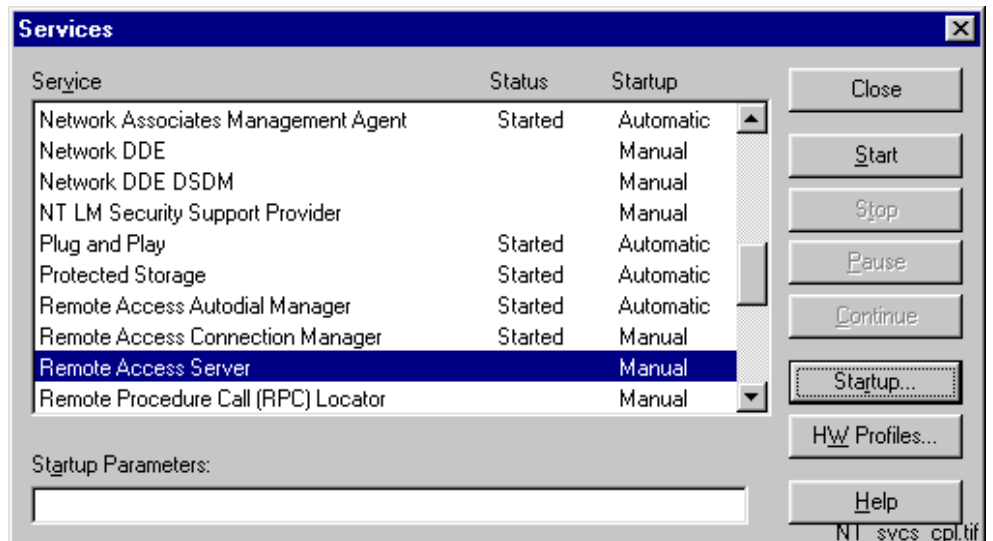 Services
Service Status Startup
Network Associates Management Agent Started Automatic
Network DDE Manual
Network DDE DSDM Manual
NT LM Security Support Provider Manual
Plug and Play Started Automatic
Protected Storage Started Automatic
Remote Access Autodial Manager Started Automatic
Remote Access Connection Manager Started Manual
Remote Access Server Manual
Remote Procedure Call (RPC) Locator Manual
Startup Parameters:
Close
Start
Stop
Pause
Continue
Startup...
HW Profiles...
Help
NT_svcs_cpl.tif